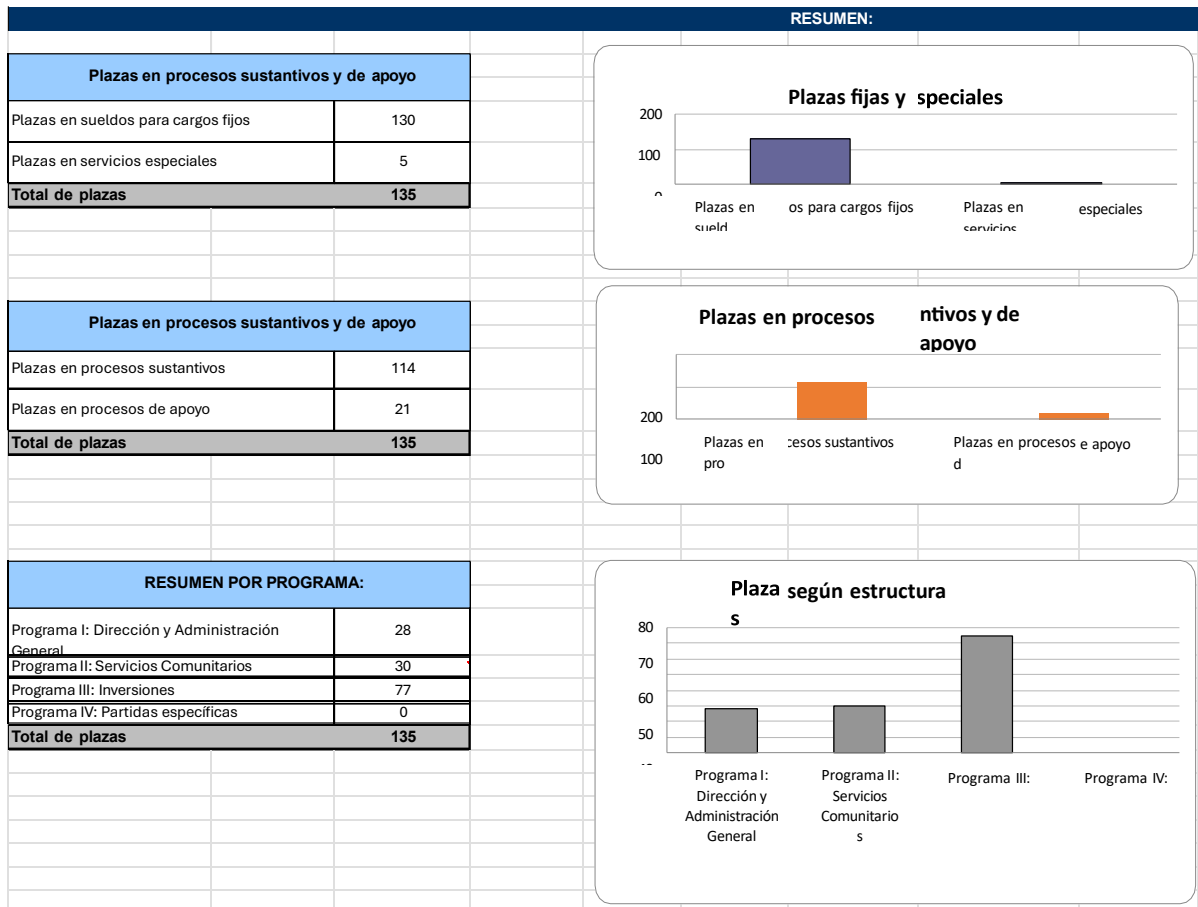 RESUMEN:
Plazas en procesos sustantivos y de apoyo
Plazas en sueldos para cargos fijos 130
Plazas en servicios especiales 5
Total de plazas 135
Plazas fijas y especiales
200
100
0
Plazas en
sueld
os para cargos fijos
Plazas en
servicios
especiales
Plazas en procesos sustantivos y de apoyo
Plazas en procesos sustantivos 114
Plazas en procesos de apoyo 21
Total de plazas 135
Plazas en procesos
ntivos y de
apoyo
200
100
Plazas en
pro
cesos sustantivos
Plazas en procesos
d
e apoyo
RESUMEN POR PROGRAMA:
Programa I: Dirección y Administración
General
28
Programa II: Servicios Comunitarios 30
Programa III: Inversiones 77
Programa IV: Partidas específicas 0
Total de plazas 135
Plaza
s
según estructura
80
70
60
50
Programa I:
Dirección y
Administración
General
Programa II:
Servicios
Comunitario
s
Programa III:
Programa IV: